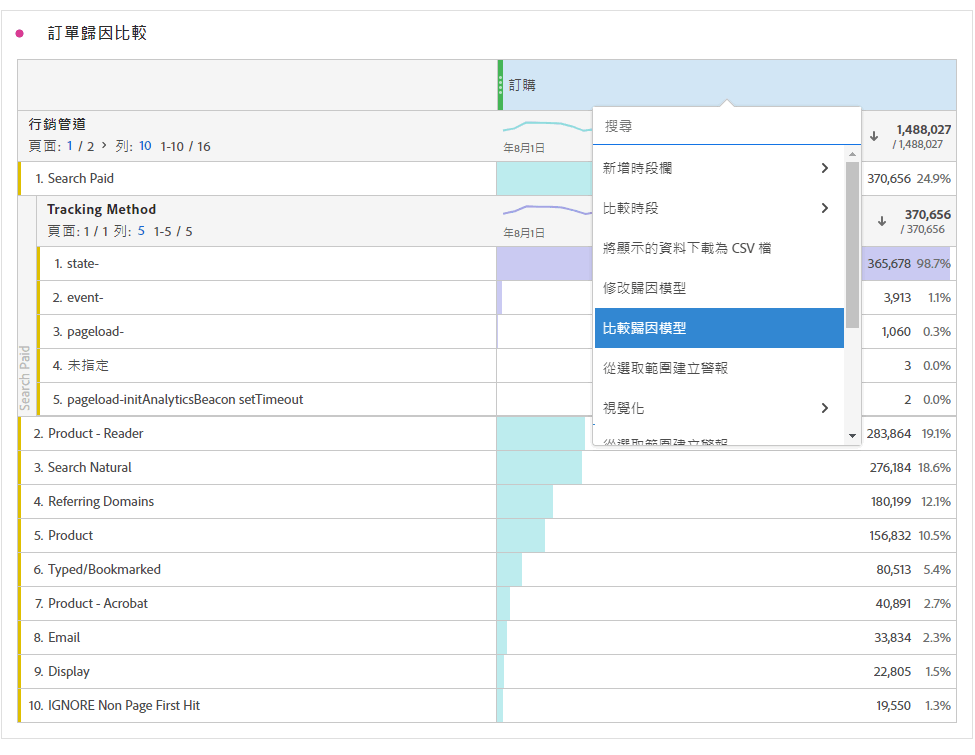 訂單歸因比較
訂購
行銷管道
頁面: 1 / 2 > 列: 10 1-10 / 16
年8月1日
1,488,027
/ 1,488,027
搜尋
新增時段欄
比較時段
將顯示的資料下載為 CSV 檔
修改歸因模型
比較歸因模型
從選取範圍建立警報
視覺化
從選取範圍建立警報
1. Search Paid 370,656 24.9%
Tracking Method
頁面: 1 / 1 列: 5 1-5 / 5
年8月1日
370,656
/ 370,656
Search Paid
1. state- 365,678 98.7%
2. event- 3,913 1.1%
3. pageload- 1,060 0.3%
4. 未指定 3 0.0%
5. pageload-initAnalyticsBeacon setTimeout 2 0.0%
2. Product - Reader 283,864 19.1%
3. Search Natural 276,184 18.6%
4. Referring Domains 180,199 12.1%
5. Product 156,832 10.5%
6. Typed/Bookmarked 80,513 5.4%
7. Product - Acrobat 40,891 2.7%
8. Email 33,834 2.3%
9. Display 22,805 1.5%
10. IGNORE Non Page First Hit 19,550 1.3%